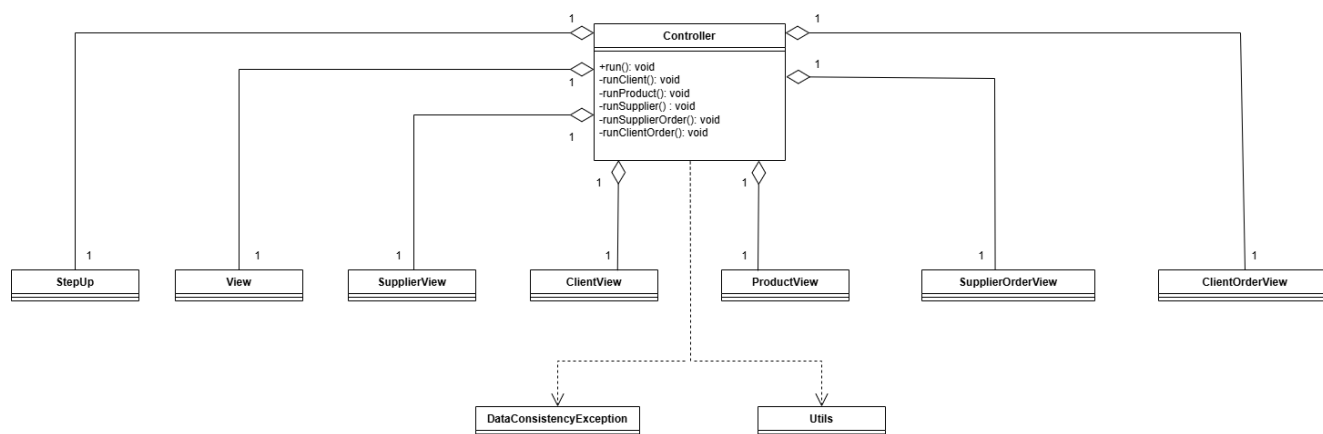 1
1
Controller
1
+run(): void
-runClient(): void
-runProduct(): void
-runSupplier() : void
-runSupplierOrder(): void
-runClientOrder(): void
1
1
1
1
1
1
1
1
1
1
1
StepUp
View
SupplierView
ClientView
ProductView
SupplierOrderView
ClientOrderView
DataConsistencyException
Utils